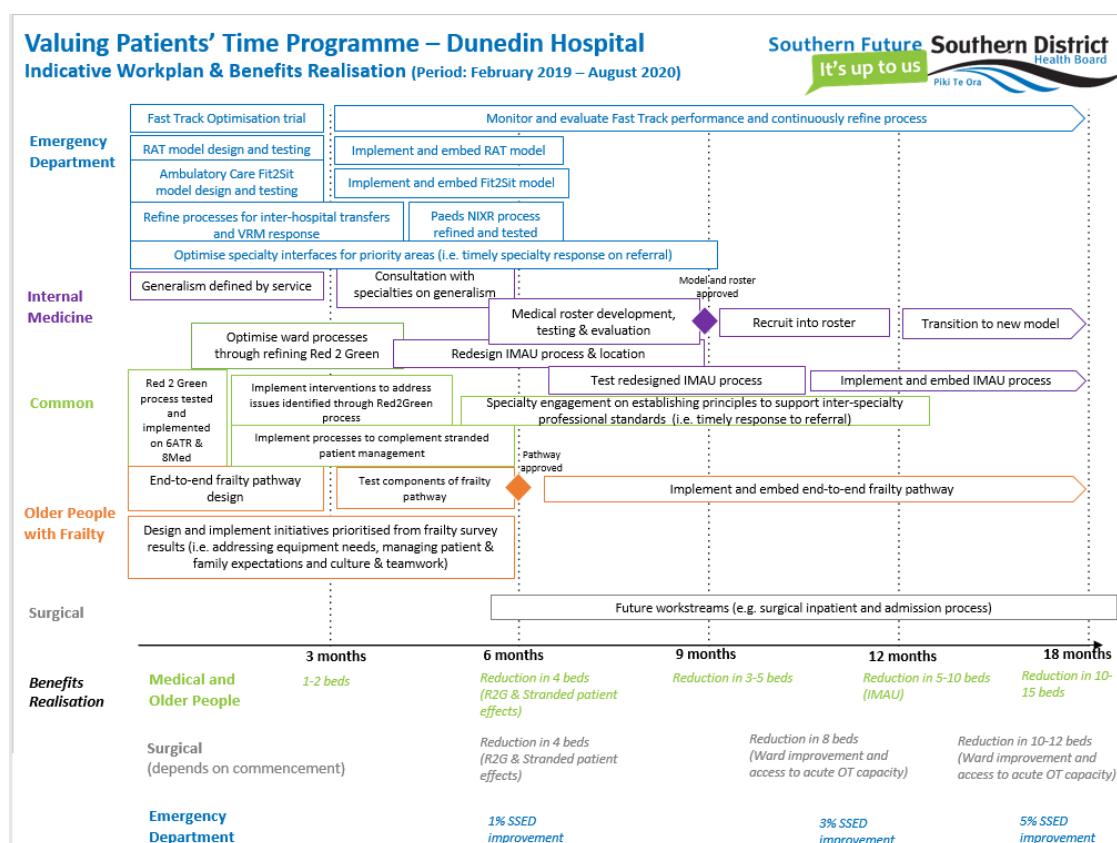 Valuing Patients' Time Programme – Dunedin Hospital
Indicative Workplan & Benefits Realisation (Period: February 2019 – August 2020)
Southern Future
It's up to us
Southern District
Health Board
Piki Te Ora
Emergency
Department
Fast Track Optimisation trial
Monitor and evaluate Fast Track performance and continuously refine process
RAT model design and testing
Implement and embed RAT model
Ambulatory Care Fit2Sit
model design and testing
Implement and embed Fit2Sit model
Refine processes for inter-hospital transfers
and VRM response
Paeds NIXR process
refined and tested
Optimise specialty interfaces for priority areas (i.e. timely specialty response on referral)
Internal
Medicine
Generalism defined by service
Consultation with
specialties on generalism
Medical roster development,
testing & evaluation
Model and roster
approved
Recruit into roster
Transition to new model
Optimise ward processes
through refining Red 2 Green
Redesign IMAU process & location
Test redesigned IMAU process
Implement and embed IMAU process
Common
Red 2 Green
process tested
and
implemented
on 6ATR &
8Med
Implement interventions to address
issues identified through Red2Green
process
Specialty engagement on establishing principles to support inter-specialty
professional standards (i.e. timely response to referral)
Implement processes to complement stranded
patient management
Older People
with Frailty
End-to-end frailty pathway
design
Test components of frailty
pathway
Pathway
approved
Implement and embed end-to-end frailty pathway
Design and implement initiatives prioritised from frailty survey
results (i.e. addressing equipment needs, managing patient &
family expectations and culture & teamwork)
Surgical
Future workstreams (e.g. surgical inpatient and admission process)
3 months
6 months
9 months
12 months
18 months
Benefits
Realisation
Medical and
Older People
1-2 beds
Reduction in 4 beds
(R2G & Stranded patient
effects)
Reduction in 3-5 beds
Reduction in 5-10 beds
(IMAU)
Reduction in 10-
15 beds
Surgical
(depends on commencement)
Reduction in 4 beds
(R2G & Stranded patient
effects)
Reduction in 8 beds
(Ward improvement and
access to acute OT capacity)
Reduction in 10-12 beds
(Ward improvement and
access to acute OT capacity)
Emergency
Department
1% SSED
improvement
3% SSED
improvement
5% SSED
improvement